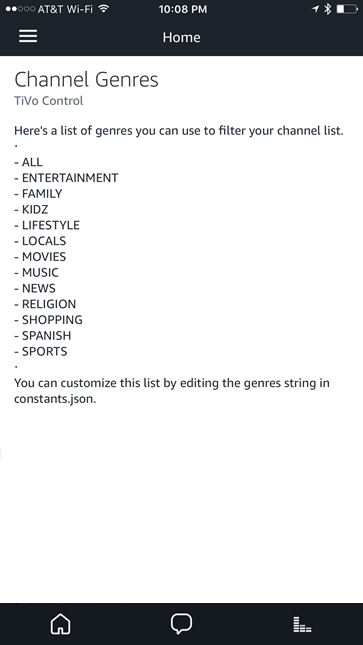 AT&T Wi-Fi 10:08 PM
Home
Channel Genres
TiVo Control
Here's a list of genres you can use to filter your channel list.
.
- ALL
- ENTERTAINMENT
- FAMILY
- KIDZ
- LIFESTYLE
- LOCALS
- MOVIES
- MUSIC
- NEWS
- RELIGION
- SHOPPING
- SPANISH
- SPORTS
.
You can customize this list by editing the genres string in
constants.json.